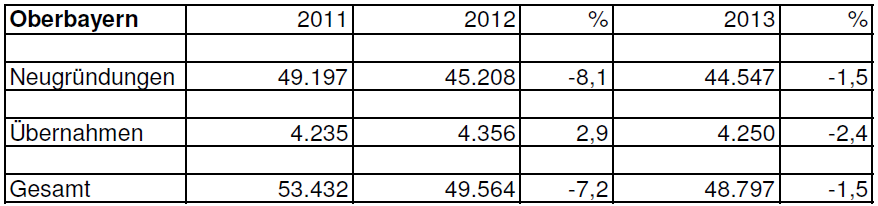 Oberbayern 2011 2012 % 2013 %
Neugründungen 49.197 45.208 -8,1 44.547 -1,5
Übernahmen 4.235 4.356 2,9 4.250 -2,4
Gesamt 53.432 49.564 -7,2 48.797 -1,5